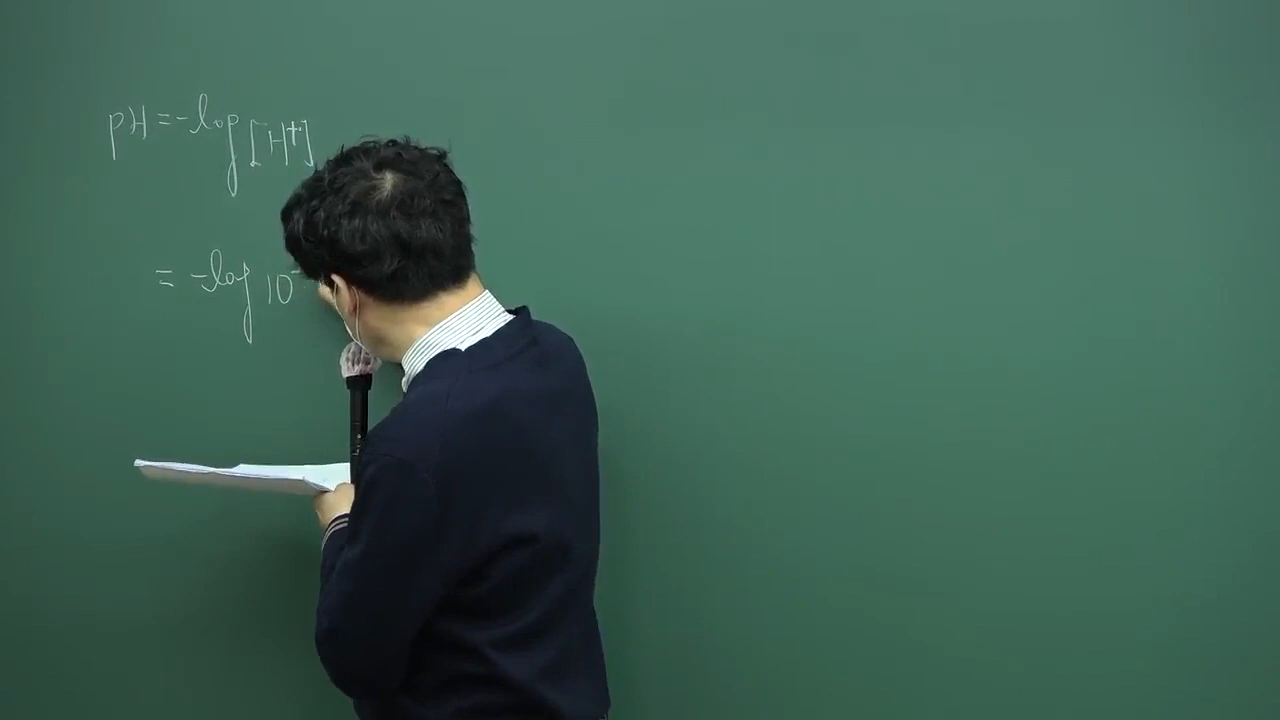 pH = -log [H⁺]
= -log 10⁻